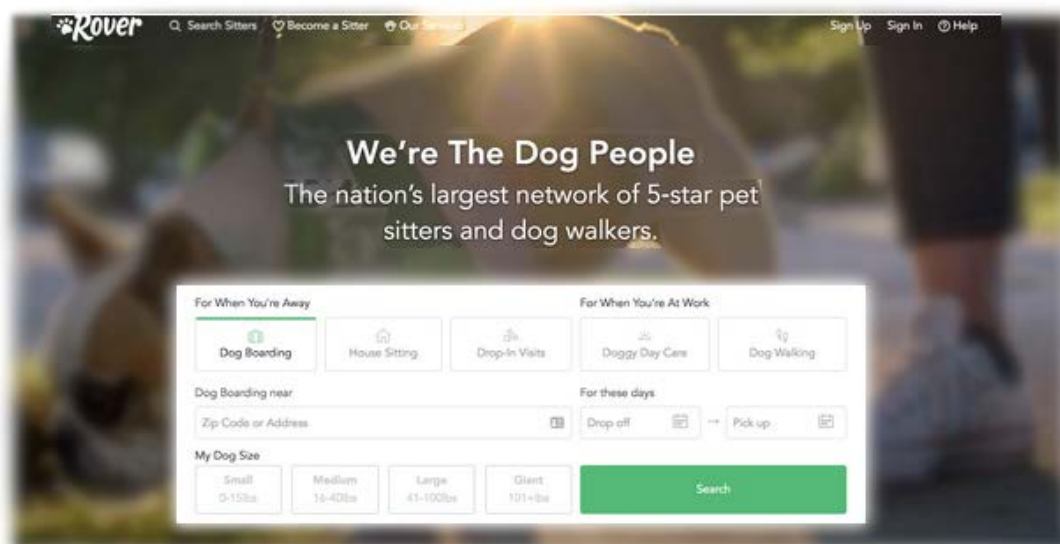 Rover
Search Sitters
Become a Sitter
Our
Sign Up
Sign In
Help
We're The Dog People
The nation's largest network of 5-star pet
sitters and dog walkers.
For When You're Away
For When You're At Work
Dog Boarding
House Sitting
Drop-In Visits
Doggy Day Care
Dog Walking
Dog Boarding near
For these days
Zip Code or Address
Drop off
→
Pick up
My Dog Size
Small
0-15lbs
Medium
16-40lbs
Large
41-100lbs
Giant
101+lbs
Search